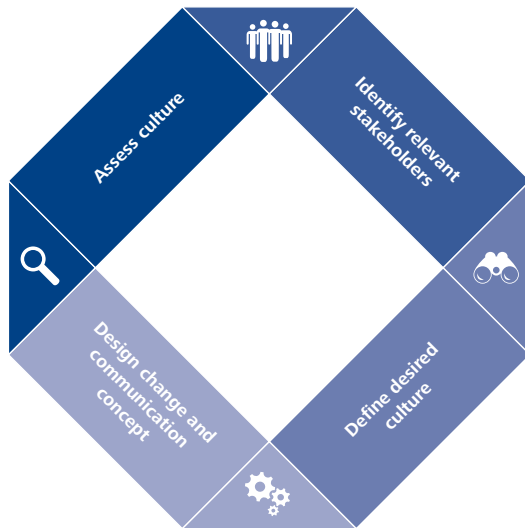 Assess culture
Identify relevant
stakeholders
Define desired
culture
Design change and
communication
concept